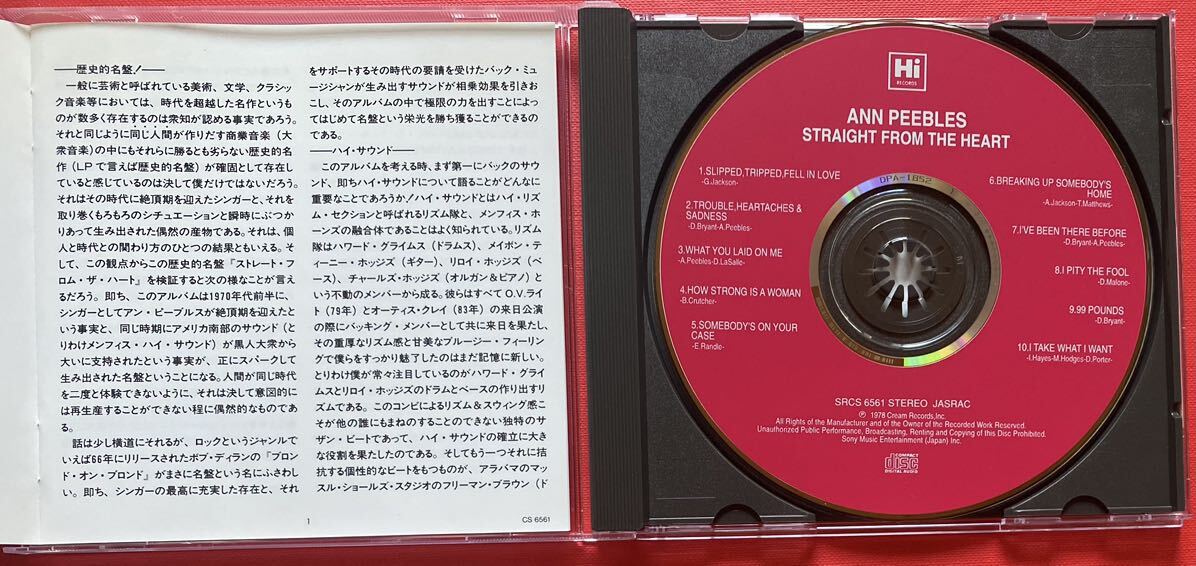 ――歴史的名盤！――
一般に芸術と呼ばれている美術、文学、クラシッ
ク音楽等においては、時代を超越した名作というも
のが数多く存在するのは衆知が認める事実であろう。
それと同じように同じ人間が作りだす商業音楽（大
衆音楽）の中にもそれらに勝るとも劣らない歴史的名
作（LPで言えば歴史的名盤）が確固として存在し
ていると感じているのは決して僕だけではないだろう。
それはその時代に絶頂期を迎えたシンガーと、それを
取り巻くもろもろのシチュエーションと瞬時にぶつか
りあって生み出された偶然の産物である。それは、個
人と時代との関わり方のひとつの結果ともいえる。そ
して、この観点からこの歴史的名盤『ストレート・フ
ロム・ザ・ハート』を検証すると次の様なことが言え
るだろう。即ち、このアルバムは1970年代前半に、
シンガーとしてアン・ピーブルスが絶頂期を迎えたと
いう事実と、同じ時期にアメリカ南部のサウンド（と
りわけメンフィス・ハイ・サウンド）が黒人大衆から
大いに支持されたという事実が、正にスパークして
生み出された名盤ということになる。人間が同じ時代
を二度と体験できないように、それは決して意図的に
は再生産することができない程に偶然的なものであ
る。
話は少し横道にそれるが、ロックというジャンルで
いえば66年にリリースされたボブ・ディランの『ブロン
ド・オン・ブロンド』がまさに名盤という名にふさわし
い。即ち、シンガーの最高に充実した存在と、それ
をサポートするその時代の要請を受けたバック・ミュ
ージシャンが生み出すサウンドが相乗効果を引きお
こし、そのアルバムの中で極限の力を出すことによっ
てはじめて名盤という栄光を勝ち獲ることができるの
である。
――ハイ・サウンド――
このアルバムを考える時、まず第一にバックのサウ
ンド、即ちハイ・サウンドについて語ることがどんなに
重要なことであろうか！ハイ・サウンドとはハイ・リズ
ム・セクションと呼ばれるリズム隊と、メンフィス・ホ
ーンズの融合体であることはよく知られている。リズム
隊はハワード・グライムス（ドラムス）、メイボン・テ
ィーニー・ホッジズ（ギター）、リロイ・ホッジズ（ベ
ース）、チャールズ・ホッジズ（オルガン＆ピアノ）と
いう不動のメンバーから成る。彼らはすべてO.V.ライ
ト（79年）とオーティス・クレイ（83年）の来日公演
の際にバッキング・メンバーとして共に来日を果たし、
その重厚なリズム感と甘美なブルージー・フィーリン
グで僕らをすっかり魅了したのはまだ記憶に新しい。
とりわけ僕が常々注目しているのがハワード・グライ
ムスとリロイ・ホッジズのドラムとベースの作り出すリ
ズムである。このコンビによるリズム＆スウィング感こ
そが他の誰にもまねのすることのできない独特のサ
ザン・ビートであって、ハイ・サウンドの確立に大き
な役割を果たしたのである。そしてもう一つそれに拮
抗する個性的なビートをもつものが、アラバマのマッ
スル・ショールズ・スタジオのフリーマン・ブラウン（ド
1
CS 6561
Hi
RECORDS
ANN PEEBLES
STRAIGHT FROM THE HEART
DPA-1852
1.SLIPPED,TRIPPED,FELL IN LOVE
-G.Jackson-
2.TROUBLE,HEARTACHES &
SADNESS
-D.Bryant-A.Peebles-
3.WHAT YOU LAID ON ME
-A.Peebles-D.LaSalle-
4.HOW STRONG IS A WOMAN
-B.Crutcher-
5.SOMEBODY'S ON YOUR
CASE
-E.Randle-
6.BREAKING UP SOMEBODY'S
HOME
-A.Jackson-T.Matthews-
7.I'VE BEEN THERE BEFORE
-D.Bryant-A.Peebles-
8.I PITY THE FOOL
-D.Malone-
9.99 POUNDS
-D.Bryant-
10.I TAKE WHAT I WANT
-I.Hayes-M.Hodges-D.Porter-
SRCS 6561 STEREO JASRAC
Ⓟ 1978 Cream Records,Inc.
All Rights of the Manufacturer and of the Owner of the Recorded Work Reserved.
Unauthorized Public Performance, Broadcasting, Renting and Copying of this Disc Prohibited.
Sony Music Entertainment (Japan) Inc.
COMPACT
disc
DIGITAL AUDIO